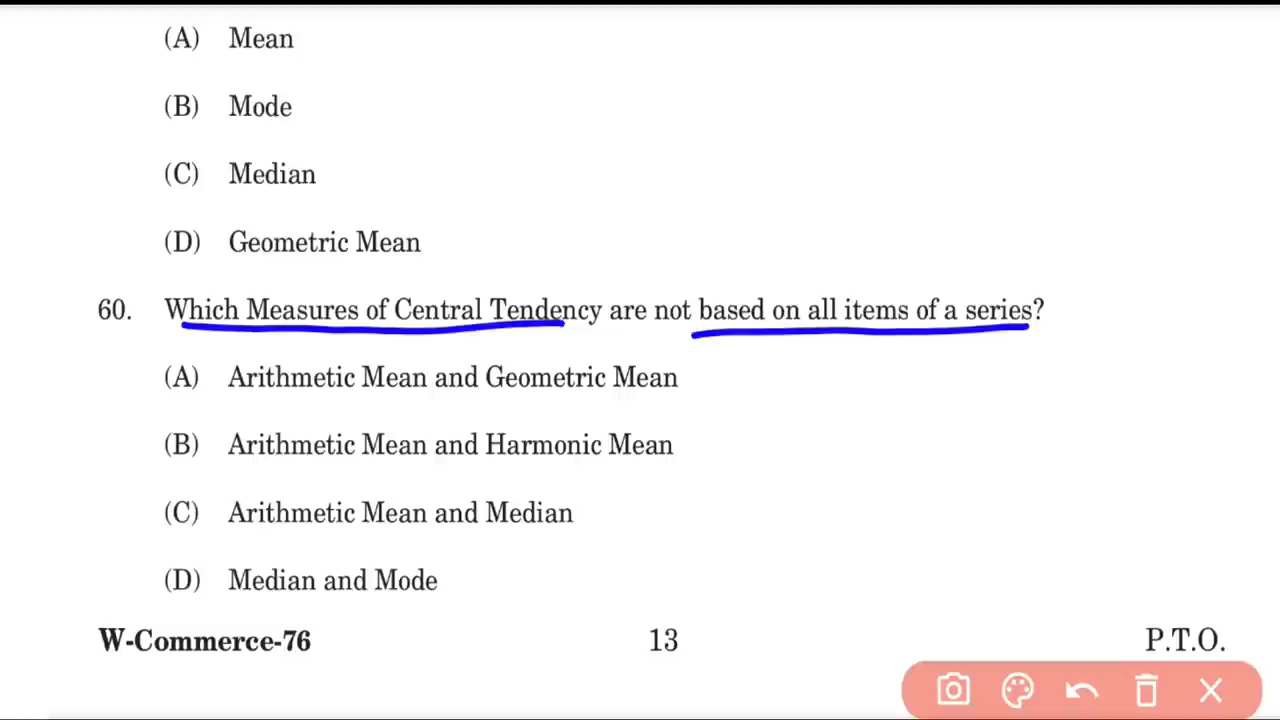 (A) Mean
(B) Mode
(C) Median
(D) Geometric Mean
60. Which Measures of Central Tendency are not based on all items of a series?
(A) Arithmetic Mean and Geometric Mean
(B) Arithmetic Mean and Harmonic Mean
(C) Arithmetic Mean and Median
(D) Median and Mode
W-Commerce-76 13 P.T.O.